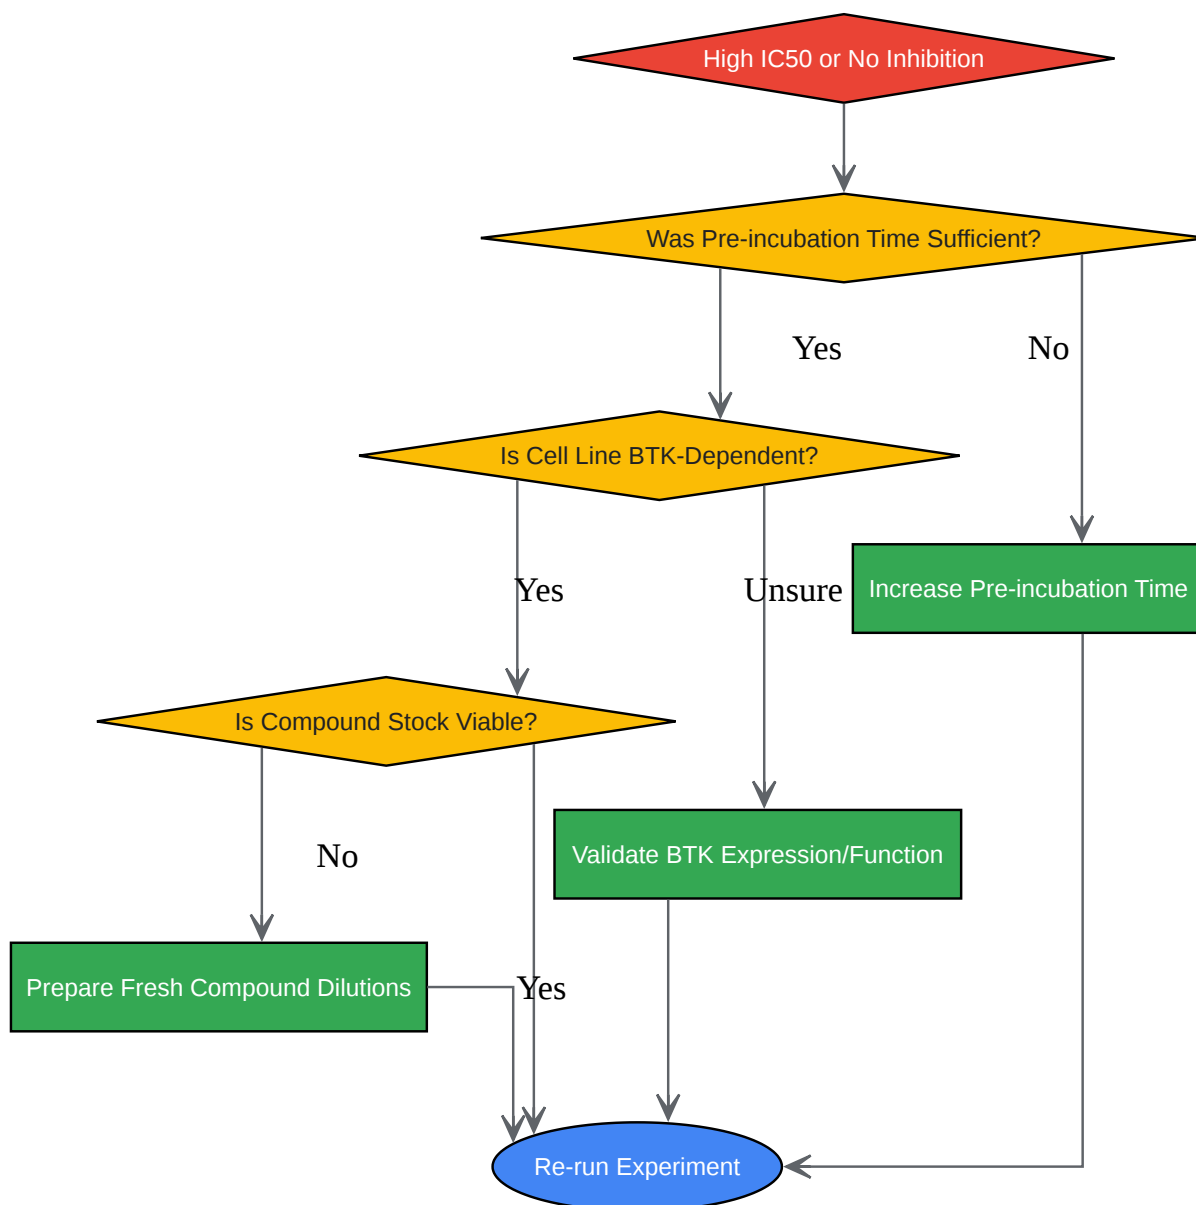 High IC50 or No Inhibition
Was Pre-incubation Time Sufficient?
Yes
No
Is Cell Line BTK-Dependent?
Yes
Unsure
Increase Pre-incubation Time
Is Compound Stock Viable?
No
Validate BTK Expression/Function
Prepare Fresh Compound Dilutions
Yes
Re-run Experiment